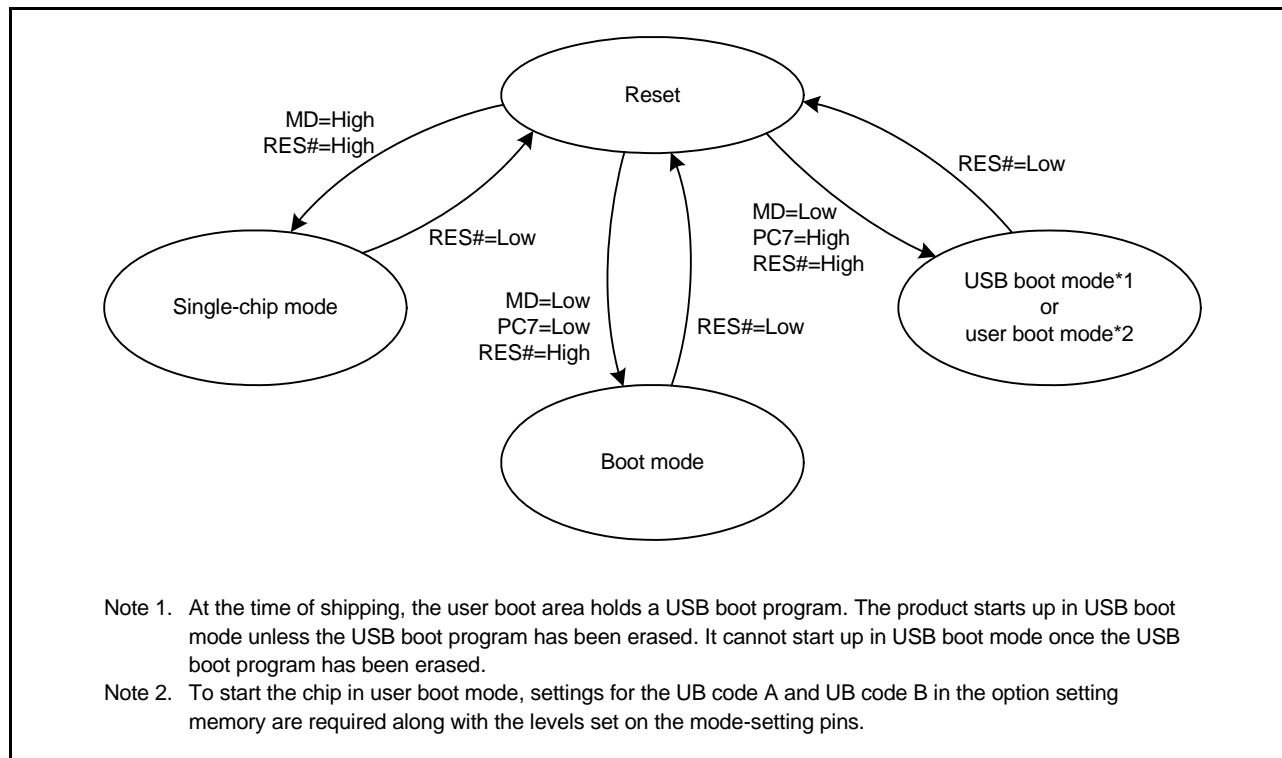 Reset
MD=High
RES#=High
RES#=Low
RES#=Low
MD=Low
PC7=High
RES#=High
Single-chip mode
USB boot mode*1
or
user boot mode*2
MD=Low
PC7=Low
RES#=High
RES#=Low
Boot mode
Note 1. At the time of shipping, the user boot area holds a USB boot program. The product starts up in USB boot
mode unless the USB boot program has been erased. It cannot start up in USB boot mode once the USB
boot program has been erased.
Note 2. To start the chip in user boot mode, settings for the UB code A and UB code B in the option setting
memory are required along with the levels set on the mode-setting pins.